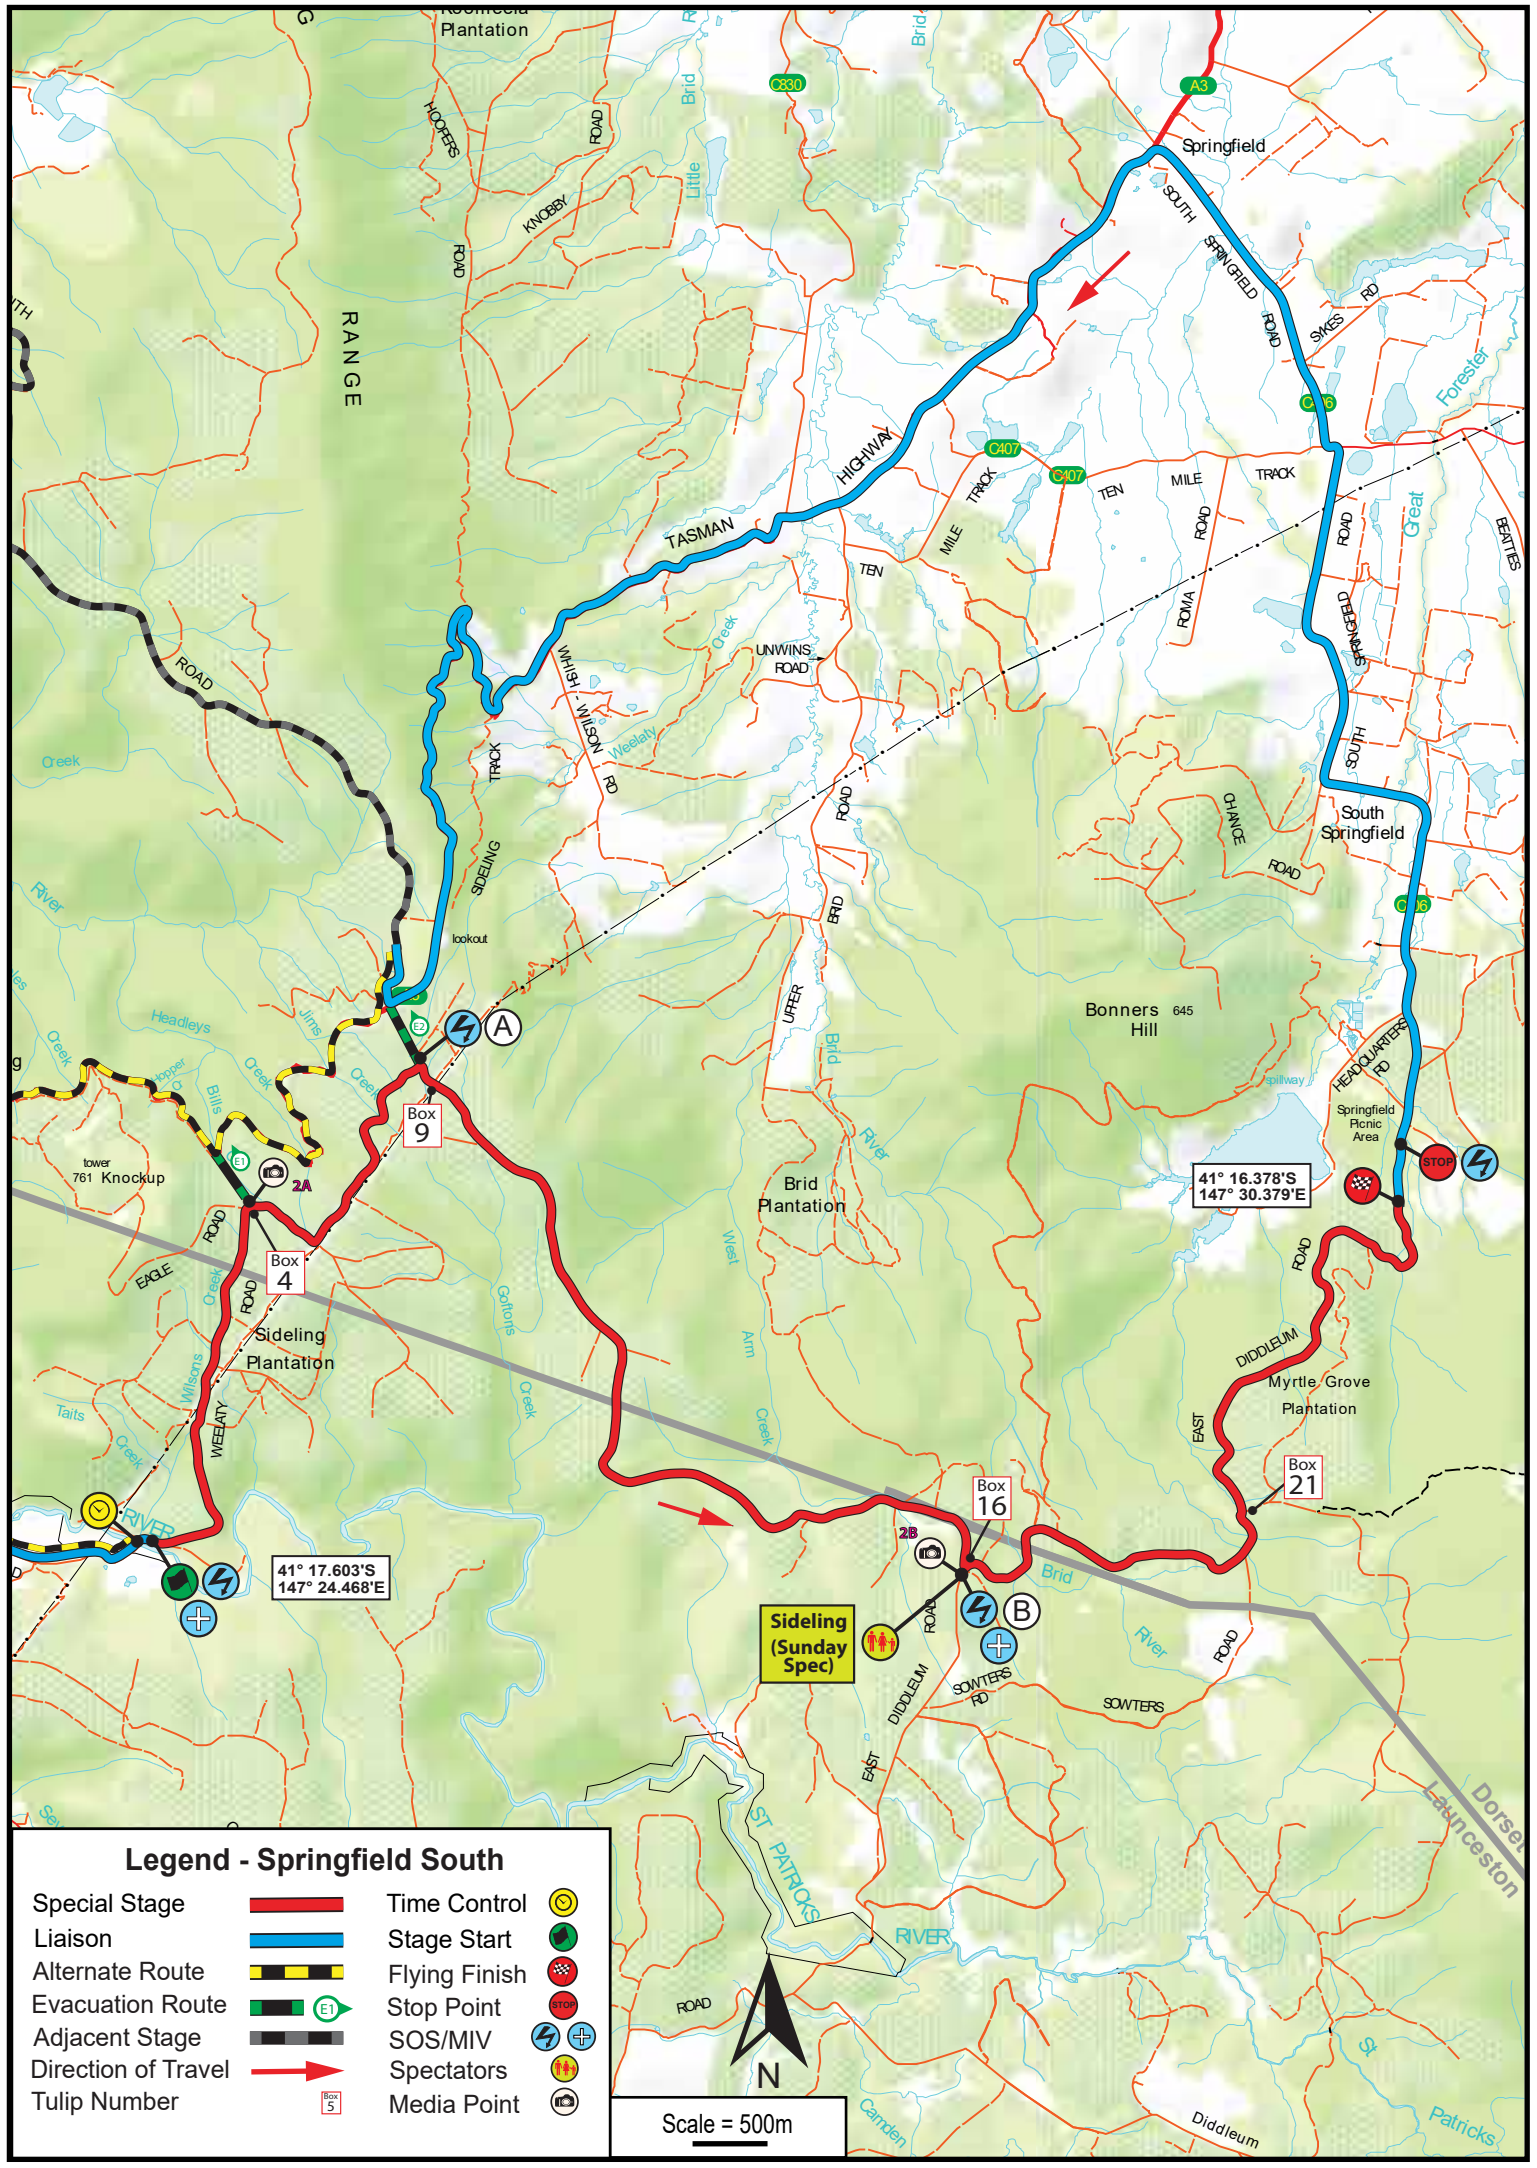 Plantation
G
HOOPERS
ROAD
KNOBBY
ROAD
RANGE
Little
Brid
Brid
C830
A3
Springfield
SOUTH
SPRINGFIELD
ROAD
SYKES
RD
Forester
C406
C407
C407
TEN
MILE
TRACK
MILE
TRACK
TEN
ROMA
ROAD
ROAD
SPRINGFIELD
SOUTH
Great
BEATTIES
HIGHWAY
TASMAN
Creek
UNWINS
ROAD
WHISH - WILSON
RD
Weelaty
TRACK
SIDELING
lookout
ROAD
Creek
River
ROAD
BRID
UPPER
Brid
River
CHANCE
ROAD
South
Springfield
C406
Bonners 645
Hill
HEADQUARTERS
RD
spillway
Springfield
Picnic
Area
STOP
41° 16.378'S
147° 30.379'E
Headleys
Creek
Jims
Creek
Hopper
Cr
Bills
Creek
E2
A
Box
9
E1
2A
tower
761 Knockup
Box
4
EAGLE
ROAD
Creek
ROAD
Sideling
Plantation
Wilsons
WEELATY
Taits
Creek
RIVER
41° 17.603'S
147° 24.468'E
Goftons
Creek
West
Arm
Creek
Brid
Plantation
ROAD
DIDDLEUM
EAST
Myrtle Grove
Plantation
Box
21
Box
16
2B
B
Sideling
(Sunday
Spec)
Brid
River
ROAD
DIDDLEUM
EAST
SOWTERS
RD
SOWTERS
ROAD
Dorset
Launceston
ST PATRICKS
RIVER
ROAD
N
Scale = 500m
Camden
Diddleum
St
Patricks
Legend - Springfield South
Special Stage
Liaison
Alternate Route
Evacuation Route E1
Adjacent Stage
Direction of Travel
Tulip Number Box 5
Time Control
Stage Start
Flying Finish
Stop Point STOP
SOS/MIV
Spectators
Media Point